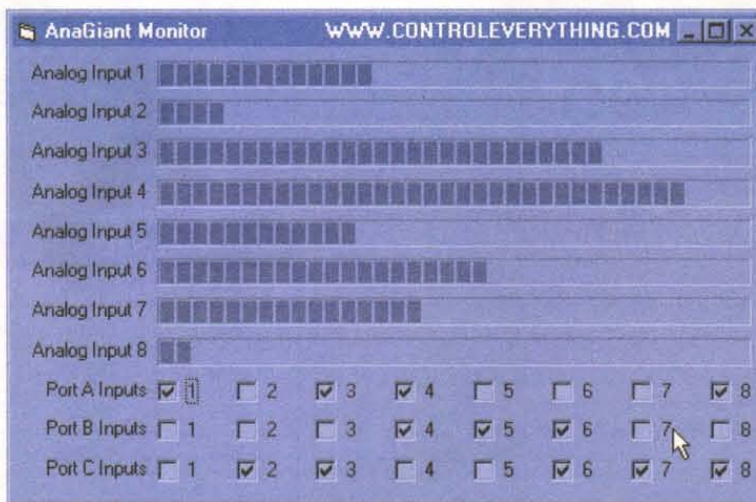 AnaGiant Monitor WWW.CONTROLEVERYTHING.COM
Analog Input 1
Analog Input 2
Analog Input 3
Analog Input 4
Analog Input 5
Analog Input 6
Analog Input 7
Analog Input 8
Port A Inputs 1 2 3 4 5 6 7 8
Port B Inputs 1 2 3 4 5 6 7 8
Port C Inputs 1 2 3 4 5 6 7 8